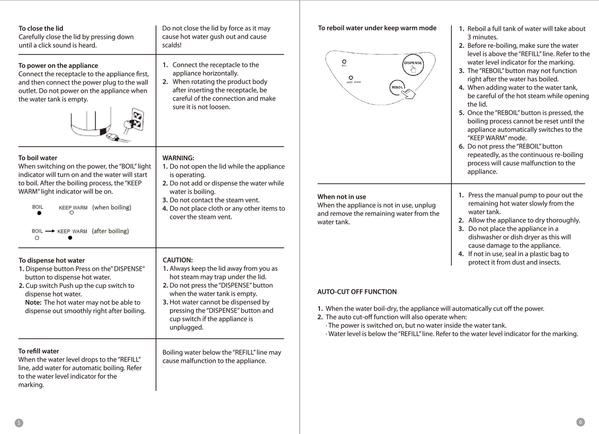 To close the lid
Carefully close the lid by pressing down
until a click sound is heard.
Do not close the lid by force as it may
cause hot water gush out and cause
scalds!
To power on the appliance
Connect the receptacle to the appliance first,
and then connect the power plug to the wall
outlet. Do not power on the appliance when
the water tank is empty.
1. Connect the receptacle to the
appliance horizontally.
2. When rotating the product body
after inserting the receptacle, be
careful of the connection and make
sure it is not loosen.
To boil water
When switching on the power, the "BOIL" light
indicator will turn on and the water will start
to boil. After the boiling process, the "KEEP
WARM" light indicator will be on.
BOIL KEEP WARM (when boiling)
BOIL KEEP WARM (after boiling)
WARNING:
1. Do not open the lid while the appliance
is operating.
2. Do not add or dispense the water while
water is boiling.
3. Do not contact the steam vent.
4. Do not place cloth or any other items to
cover the steam vent.
To dispense hot water
1. Dispense button Press on the "DISPENSE"
button to dispense hot water.
2. Cup switch Push up the cup switch to
dispense hot water.
Note: The hot water may not be able to
dispense out smoothly right after boiling.
CAUTION:
1. Always keep the lid away from you as
hot steam may trap under the lid.
2. Do not press the "DISPENSE" button
when the water tank is empty.
3. Hot water cannot be dispensed by
pressing the "DISPENSE" button and
cup switch if the appliance is
unplugged.
To refill water
When the water level drops to the "REFILL"
line, add water for automatic boiling. Refer
to the water level indicator for the
marking.
Boiling water below the "REFILL" line may
cause malfunction to the appliance.
5
To reboil water under keep warm mode
DISPENSE
REBOIL
1. Reboil a full tank of water will take about
3 minutes.
2. Before re-boiling, make sure the water
level is above the "REFILL" line. Refer to the
water level indicator for the marking.
3. The "REBOIL" button may not function
right after the water has boiled.
4. When adding water to the water tank,
be careful of the hot steam while opening
the lid.
5. Once the "REBOIL" button is pressed, the
boiling process cannot be reset until the
appliance automatically switches to the
"KEEP WARM" mode.
6. Do not press the "REBOIL" button
repeatedly, as the continuous re-boiling
process will cause malfunction to the
appliance.
When not in use
When the appliance is not in use, unplug
and remove the remaining water from the
water tank.
1. Press the manual pump to pour out the
remaining hot water slowly from the
water tank.
2. Allow the appliance to dry thoroughly.
3. Do not place the appliance in a
dishwasher or dish dryer as this will
cause damage to the appliance.
4. If not in use, seal in plastic bag to
protect it from dust and insects.
AUTO-CUT OFF FUNCTION
1. When the water boil-dry, the appliance will automatically cut off the power.
2. The auto cut-off function will also operate when:
· The power is switched on, but no water inside the water tank.
· Water level is below the "REFILL" line. Refer to the water level indicator for the marking.
6